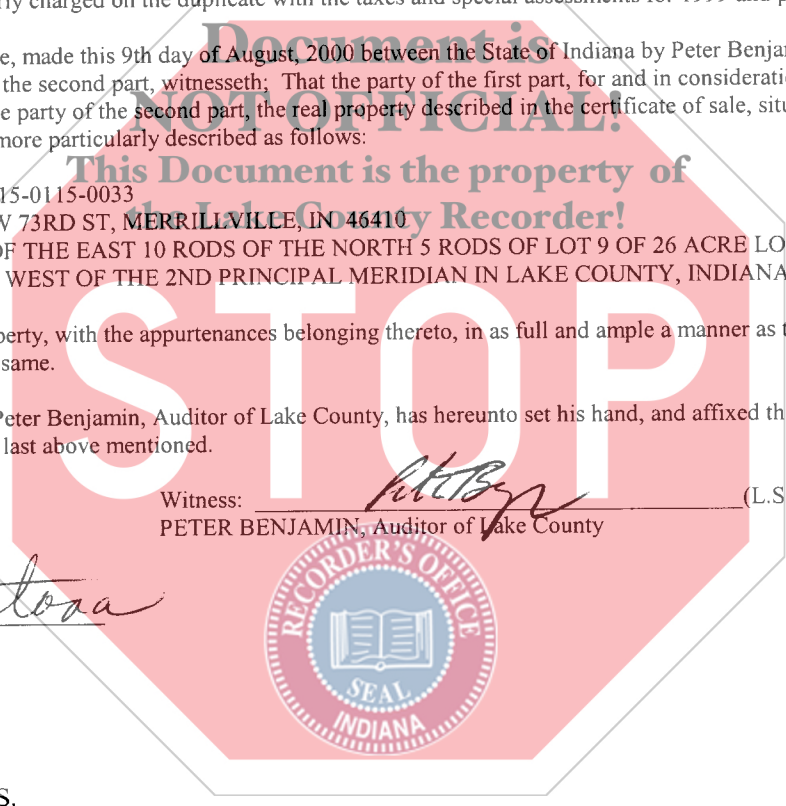 rly charged on the duplicate with the taxes and special assessments for 1999 and p
Document is
e, made this 9th day of August, 2000 between the State of Indiana by Peter Benjam
the second part, witnesseth; That the party of the first part, for and in considerati
NOT OFFICIAL!
e party of the second part, the real property described in the certificate of sale, situ
more particularly described as follows:
This Document is the property of
15-0115-0033
the Lake County Recorder!
W 73RD ST, MERRILLVILLE, IN 46410
OF THE EAST 10 RODS OF THE NORTH 5 RODS OF LOT 9 OF 26 ACRE LO
WEST OF THE 2ND PRINCIPAL MERIDIAN IN LAKE COUNTY, INDIANA
STOP
perty, with the appurtenances belonging thereto, in as full and ample a manner as t
same.
Peter Benjamin, Auditor of Lake County, has hereunto set his hand, and affixed th
last above mentioned.
Witness: (L.S
PETER BENJAMIN, Auditor of Lake County
RECORDER'S OFFICE
SEAL
INDIANA
S.